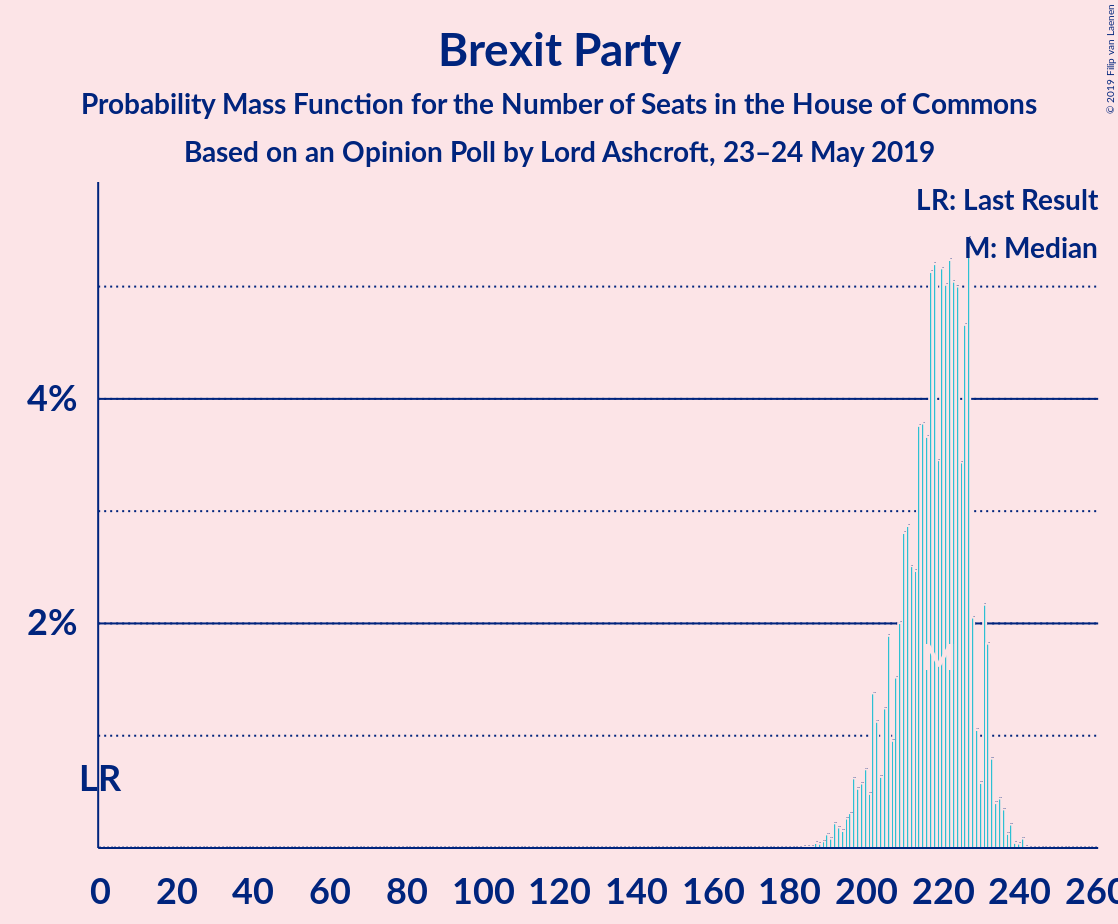 Brexit Party
Probability Mass Function for the Number of Seats in the House of Commons
Based on an Opinion Poll by Lord Ashcroft, 23–24 May 2019
© 2019 Filip van Laenen
LR: Last Result
M: Median
4%
2%
LR
M
0 20 40 60 80 100 120 140 160 180 200 220 240 260